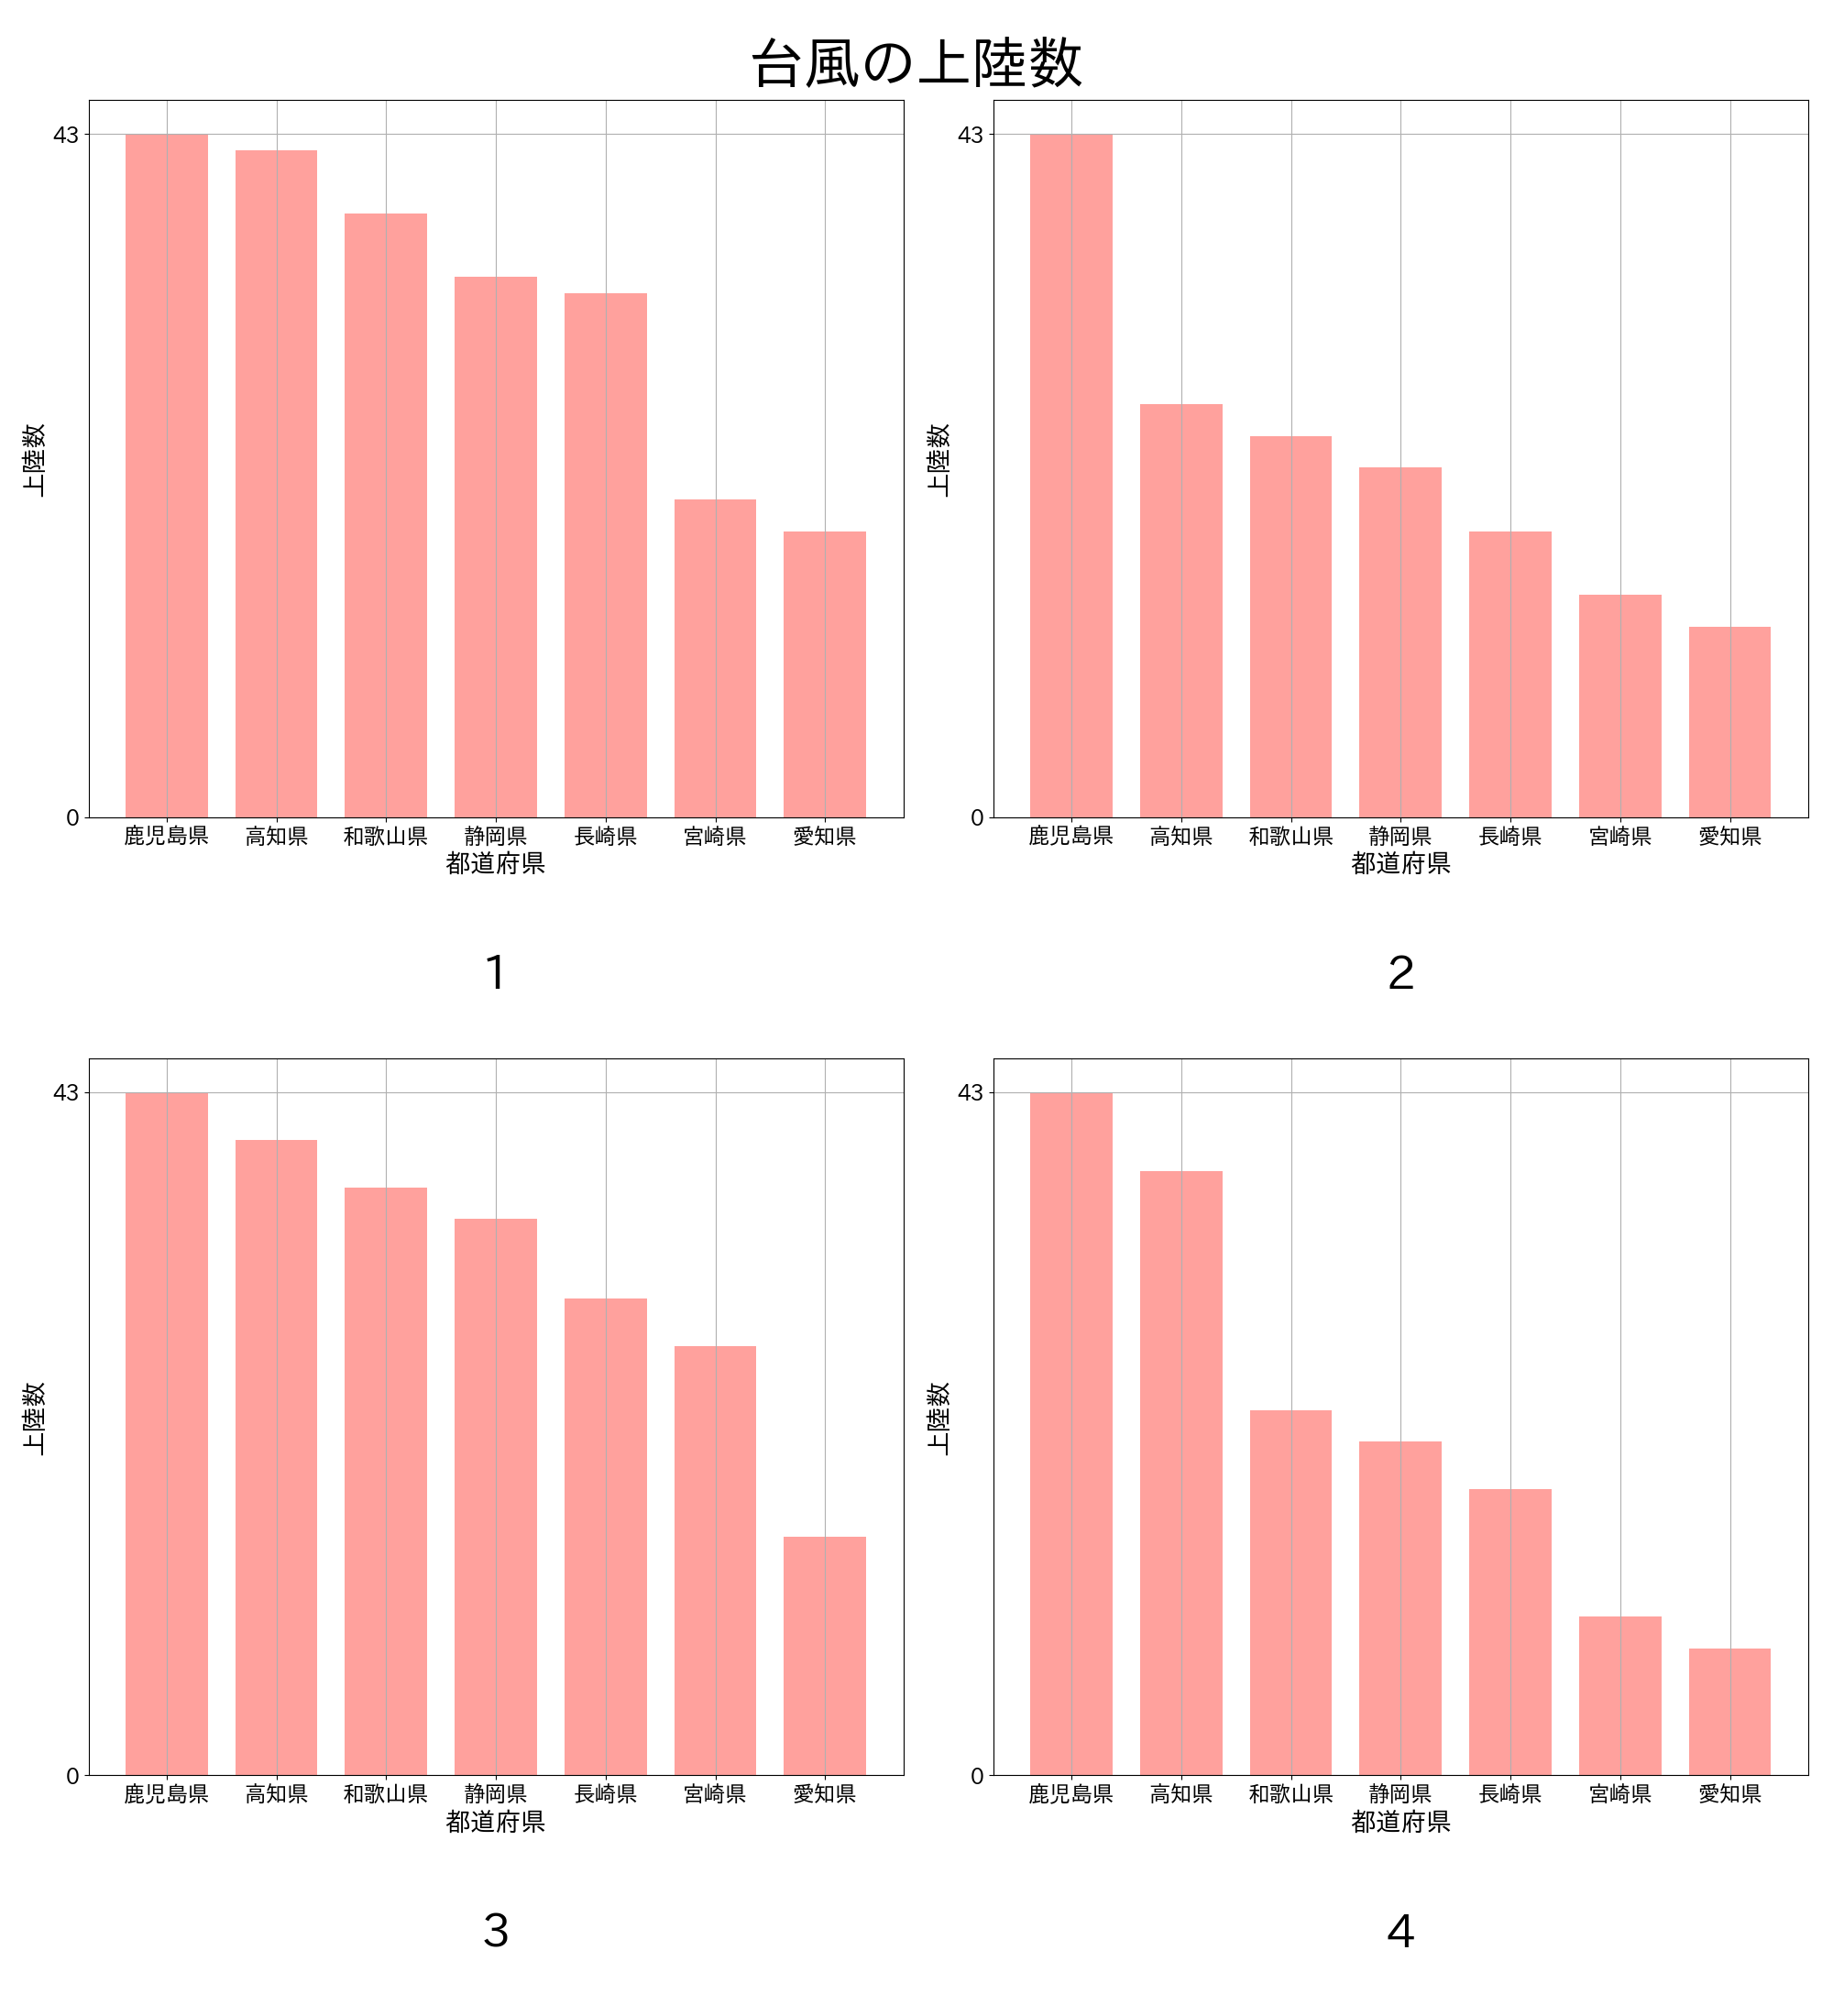 台風の上陸数
43
0
上陸数
鹿児島県 高知県 和歌山県 静岡県 長崎県 宮崎県 愛知県
都道府県
1
43
0
上陸数
鹿児島県 高知県 和歌山県 静岡県 長崎県 宮崎県 愛知県
都道府県
2
43
0
上陸数
鹿児島県 高知県 和歌山県 静岡県 長崎県 宮崎県 愛知県
都道府県
3
43
0
上陸数
鹿児島県 高知県 和歌山県 静岡県 長崎県 宮崎県 愛知県
都道府県
4